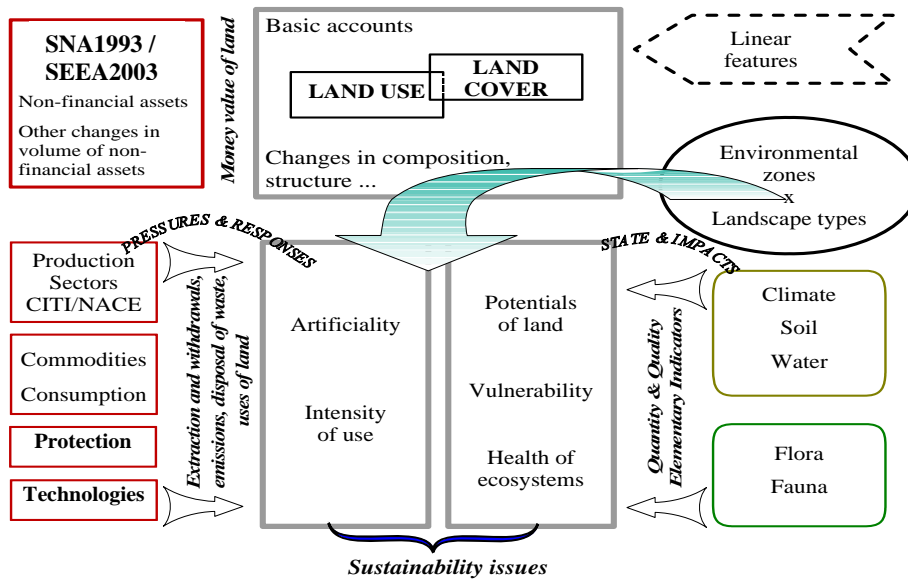 SNA1993 /
SEEA2003
Non-financial assets
Other changes in
volume of non-
financial assets
Money value of land
Basic accounts
LAND USE
LAND
COVER
Changes in composition,
structure ...
Linear
features
Environmental
zones
x
Landscape types
PRESSURES & RESPONSES
STATE & IMPACTS
Production
Sectors
CITI/NACE
Commodities
Consumption
Protection
Technologies
Extraction and withdrawals,
emissions, disposal of waste,
uses of land
Artificiality
Intensity
of use
Potentials
of land
Vulnerability
Health of
ecosystems
Quantity & Quality
Elementary Indicators
Climate
Soil
Water
Flora
Fauna
Sustainability issues